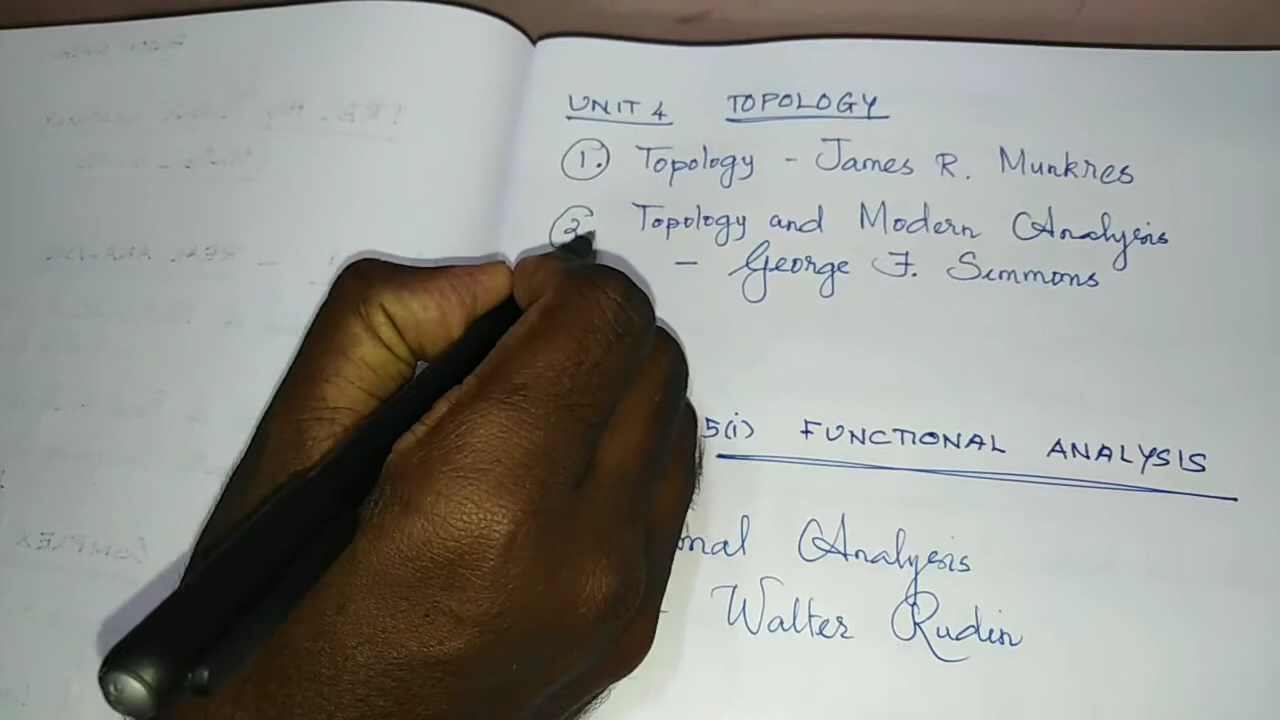 UNIT 4 TOPOLOGY
1. Topology - James R. Munkres
2 Topology and Modern Analysis
- George F. Simmons
5(i) FUNCTIONAL ANALYSIS
nal Analysis
- Walter Rudin